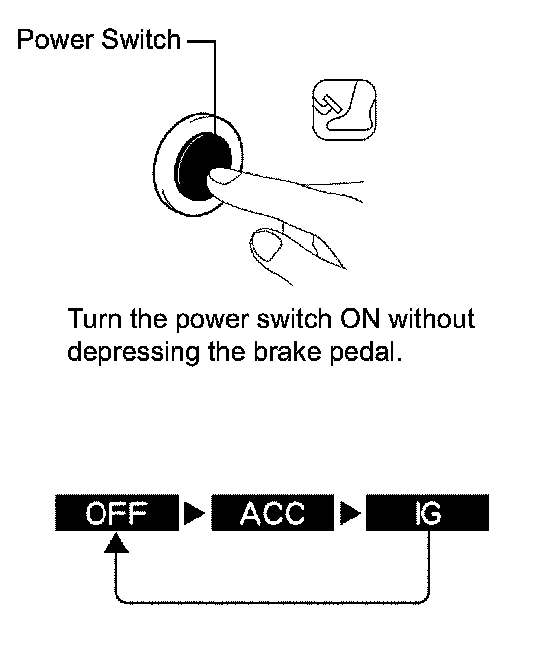 Power Switch
Turn the power switch ON without
depressing the brake pedal.
OFF ACC IG